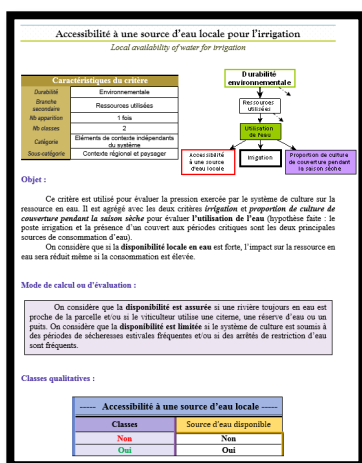 Accessibilité à une source d'eau locale pour l'irrigation
Local availability of water for irrigation
Caractéristiques du critère
Durabilité Environnementale
Branche secondaire Ressources utilisées
Nb apparition 1 fois
Nb classes 2
Catégorie Eléments de contexte indépendants du système
Sous-catégorie Contexte régional et paysager
Durabilité
environnementale
Ressources
utilisées
Utilisation
de l'eau
Accessibilité
à une source
d'eau locale
Irrigation
Proportion de culture
de couverture pendant
la saison sèche
Objet :
Ce critère est utilisé pour évaluer la pression exercée par le système de culture sur la
ressource en eau. Il est agrégé avec les deux critères irrigation et proportion de culture de
couverture pendant la saison sèche pour évaluer l'utilisation de l'eau (hypothèse faite : le
poste irrigation et la présence d'un couvert aux périodes critiques sont les deux principales
sources de consommation d'eau).
On considère que si la disponibilité locale en eau est forte, l'impact sur la ressource en
eau sera réduit même si la consommation est élevée.
Mode de calcul ou d'évaluation :
On considère que la disponibilité est assurée si une rivière toujours en eau est
proche de la parcelle et/ou si le viticulteur utilise une citerne, une réserve d'eau ou un
puits. On considère que la disponibilité est limitée si le système de culture est soumis à
des périodes de sécheresses estivales fréquentes et/ou si des arrêtés de restriction d'eau
sont fréquents.
Classes qualitatives :
----- Accessibilité à une source d'eau locale -----
Classes Source d'eau disponible
Non Non
Oui Oui